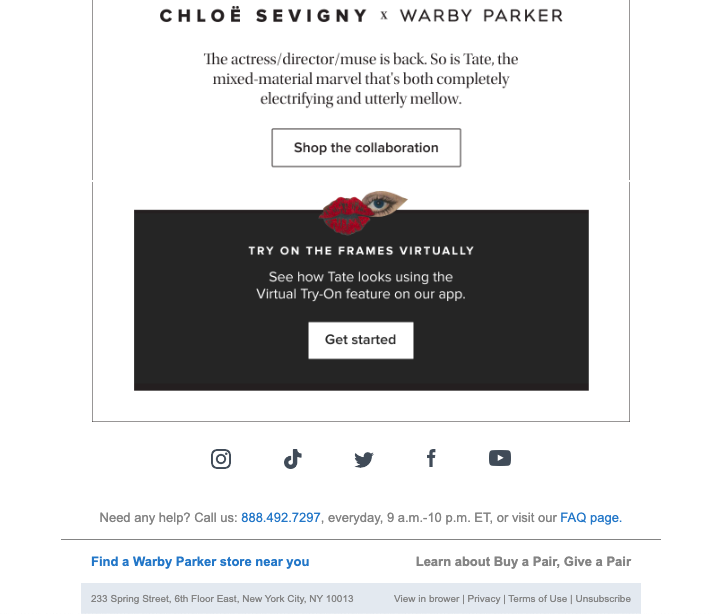 CHLOË SEVIGNY x WARBY PARKER
The actress/director/muse is back. So is Tate, the
mixed-material marvel that's both completely
electrifying and utterly mellow.
Shop the collaboration
TRY ON THE FRAMES VIRTUALLY
See how Tate looks using the
Virtual Try-On feature on our app.
Get started
Need any help? Call us: 888.492.7297, everyday, 9 a.m.-10 p.m. ET, or visit our FAQ page.
Find a Warby Parker store near you
Learn about Buy a Pair, Give a Pair
233 Spring Street, 6th Floor East, New York City, NY 10013
View in brower | Privacy | Terms of Use | Unsubscribe